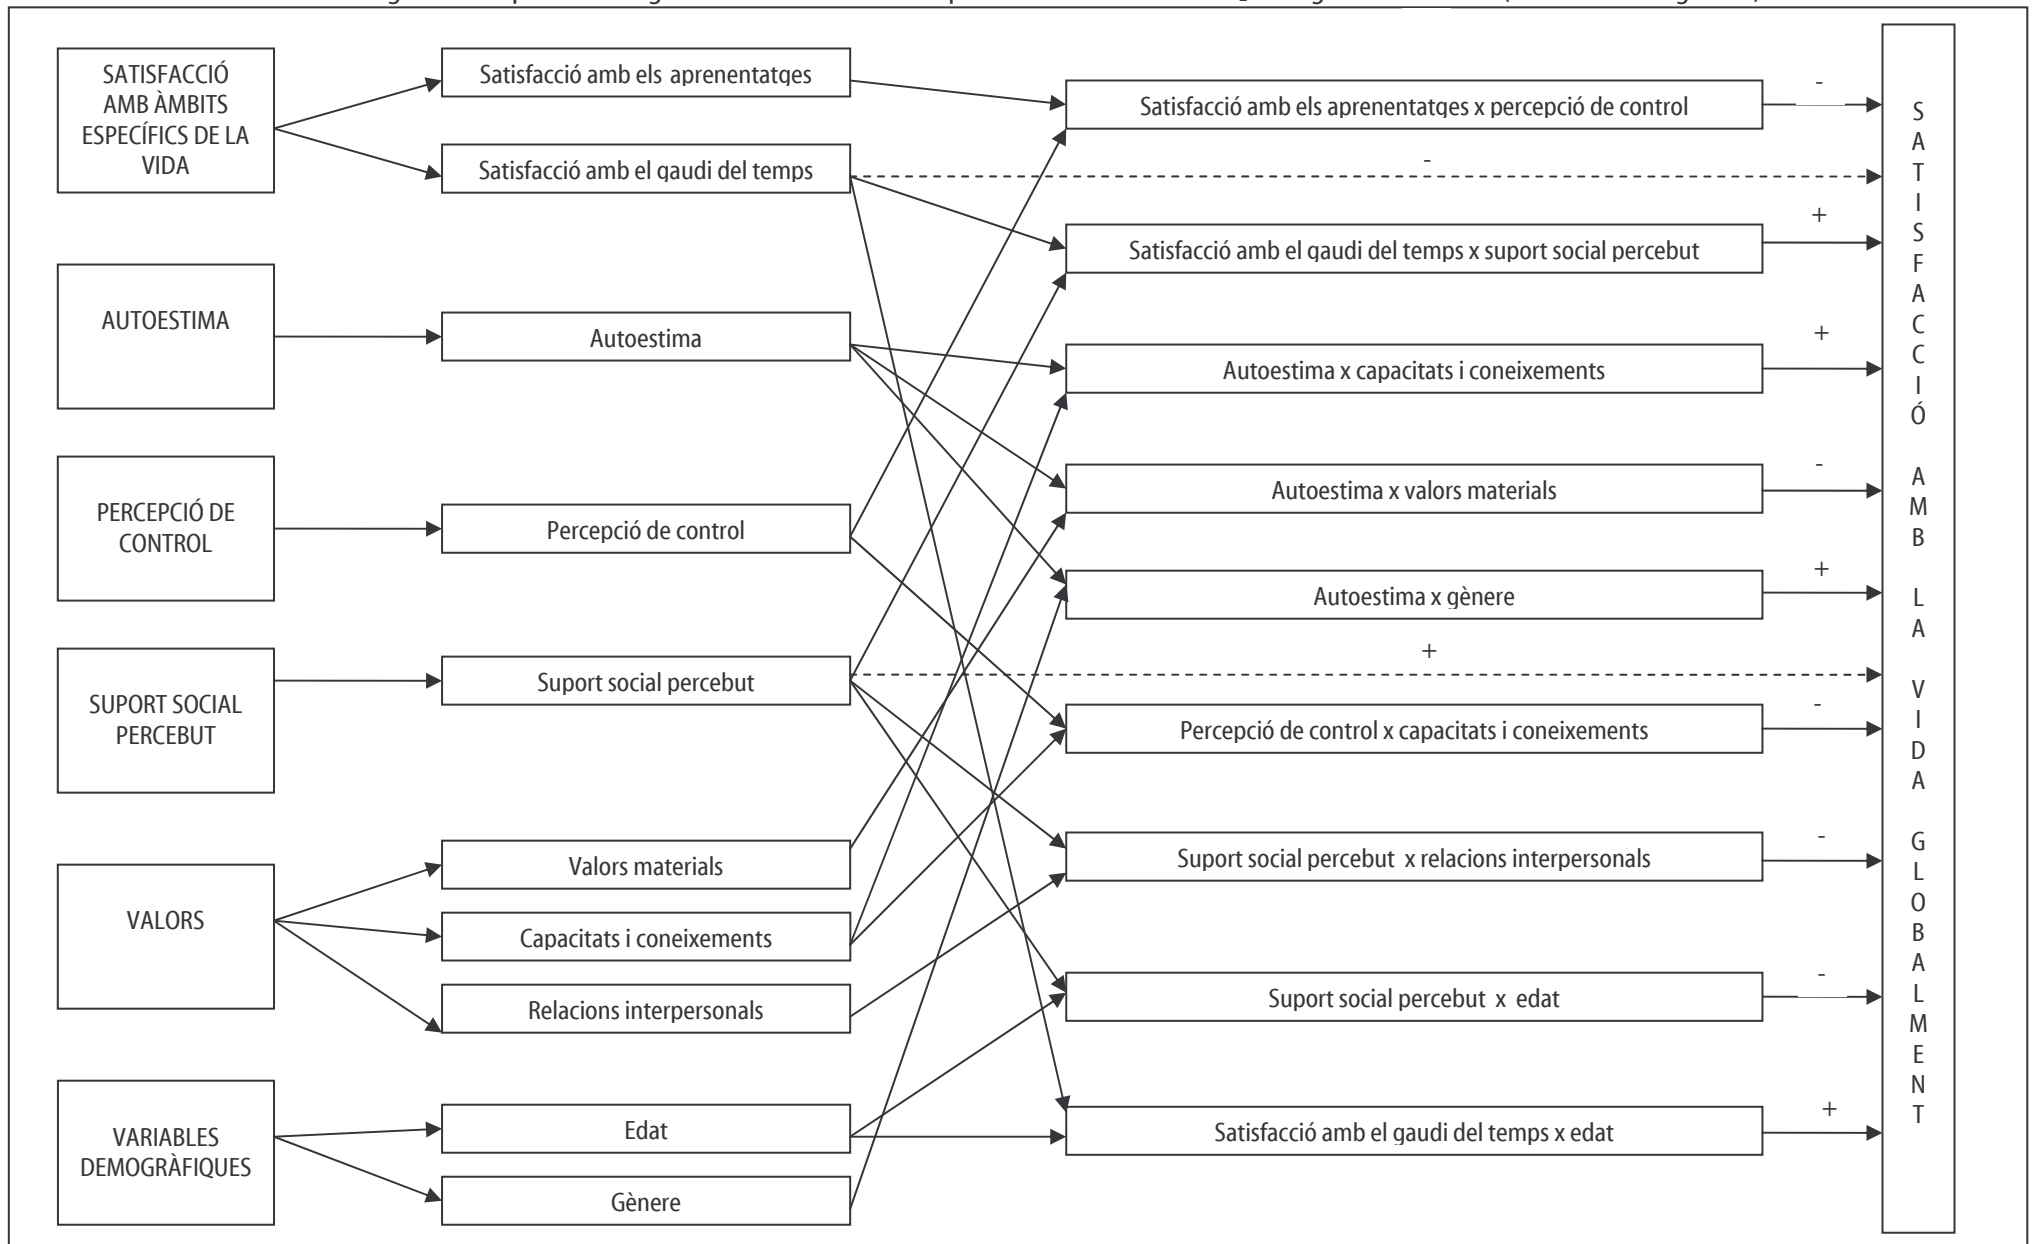 SATISFACCIÓ
AMB ÀMBITS
ESPECÍFICS DE LA
VIDA
AUTOESTIMA
PERCEPCIÓ DE
CONTROL
SUPORT SOCIAL
PERCEBUT
VALORS
VARIABLES
DEMOGRÀFIQUES
Satisfacció amb els aprenentatges
Satisfacció amb el gaudi del temps
Autoestima
Percepció de control
Suport social percebut
Valors materials
Capacitats i coneixements
Relacions interpersonals
Edat
Gènere
Satisfacció amb els aprenentatges x percepció de control
-
-
Satisfacció amb el gaudi del temps x suport social percebut
+
Autoestima x capacitats i coneixements
+
Autoestima x valors materials
-
Autoestima x gènere
+
+
Percepció de control x capacitats i coneixements
-
Suport social percebut x relacions interpersonals
-
Suport social percebut x edat
-
Satisfacció amb el gaudi del temps x edat
+
SATISFACCIÓ AMB LA VIDA GLOBALMENT